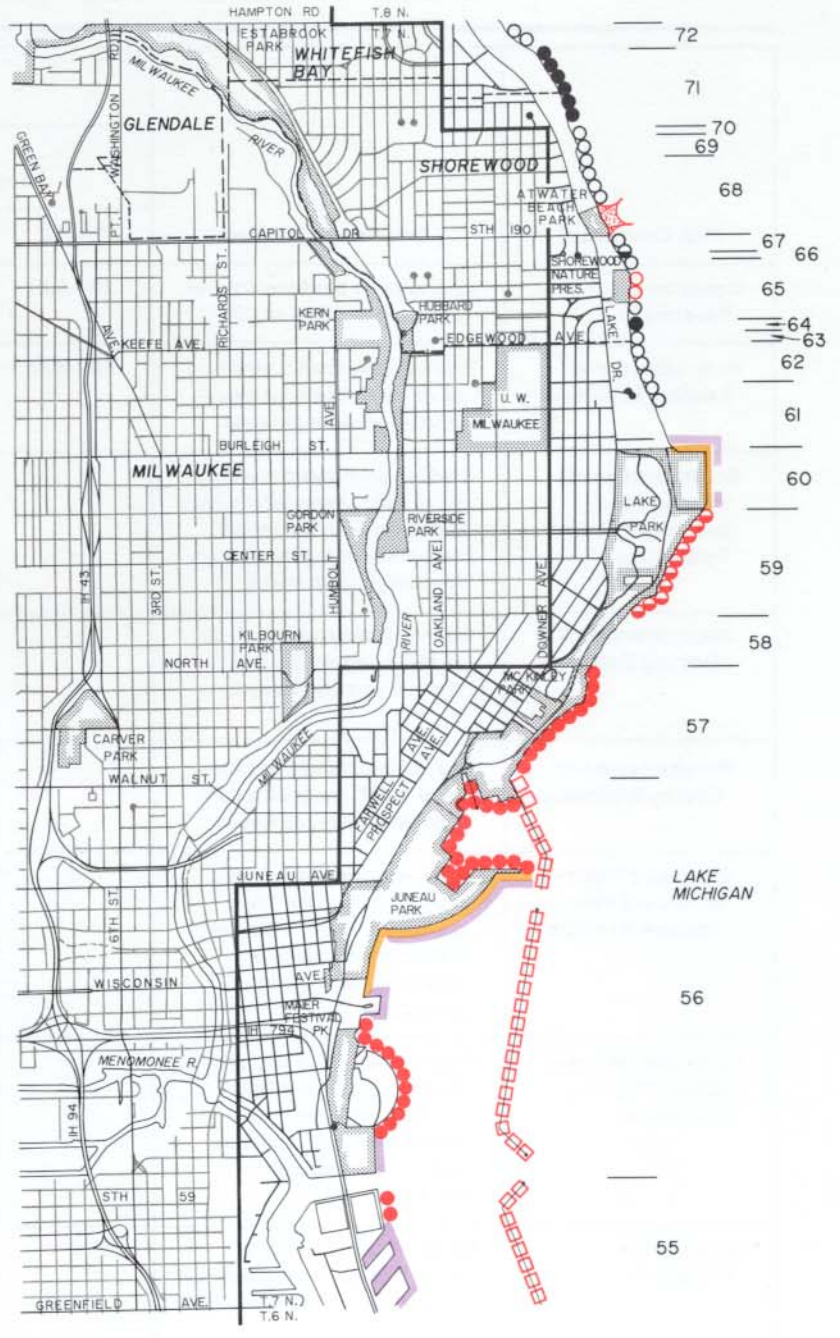 HAMPTON RD
T.8 N.
T.7 N.
ESTABROOK
PARK
WHITEFISH
BAY
72
71
70
69
68
67
66
65
64
63
62
61
60
59
58
57
56
55
MILWAUKEE
RIVER
GLENDALE
PT. WASHINGTON RD.
GREEN BAY
AVE.
SHOREWOOD
ATWATER
BEACH
PARK
CAPITOL DR
STH 190
SHOREWOOD
NATURE
PRES.
RICHARDS ST.
KERN
PARK
HUBBARD
PARK
KEEFE AVE.
EDGEWOOD AVE.
LAKE DR.
U. W.
MILWAUKEE
BURLEIGH ST.
MILWAUKEE
LAKE
PARK
GORDON
PARK
RIVERSIDE
PARK
CENTER ST.
HUMBOLT
AVE.
OAKLAND AVE.
DOWNER AVE.
IH 43
3RD ST.
RIVER
KILBOURN
PARK
NORTH AVE.
MC KINLEY
PARK
CARVER
PARK
MILWAUKEE
WALNUT ST.
FARWELL AVE.
PROSPECT AVE.
JUNEAU AVE.
JUNEAU
PARK
LAKE
MICHIGAN
6TH ST.
WISCONSIN AVE.
MAIER
FESTIVAL
PK.
IH 794
MENOMONEE R.
IH 94
STH 59
GREENFIELD AVE.
T.7 N.
T.6 N.